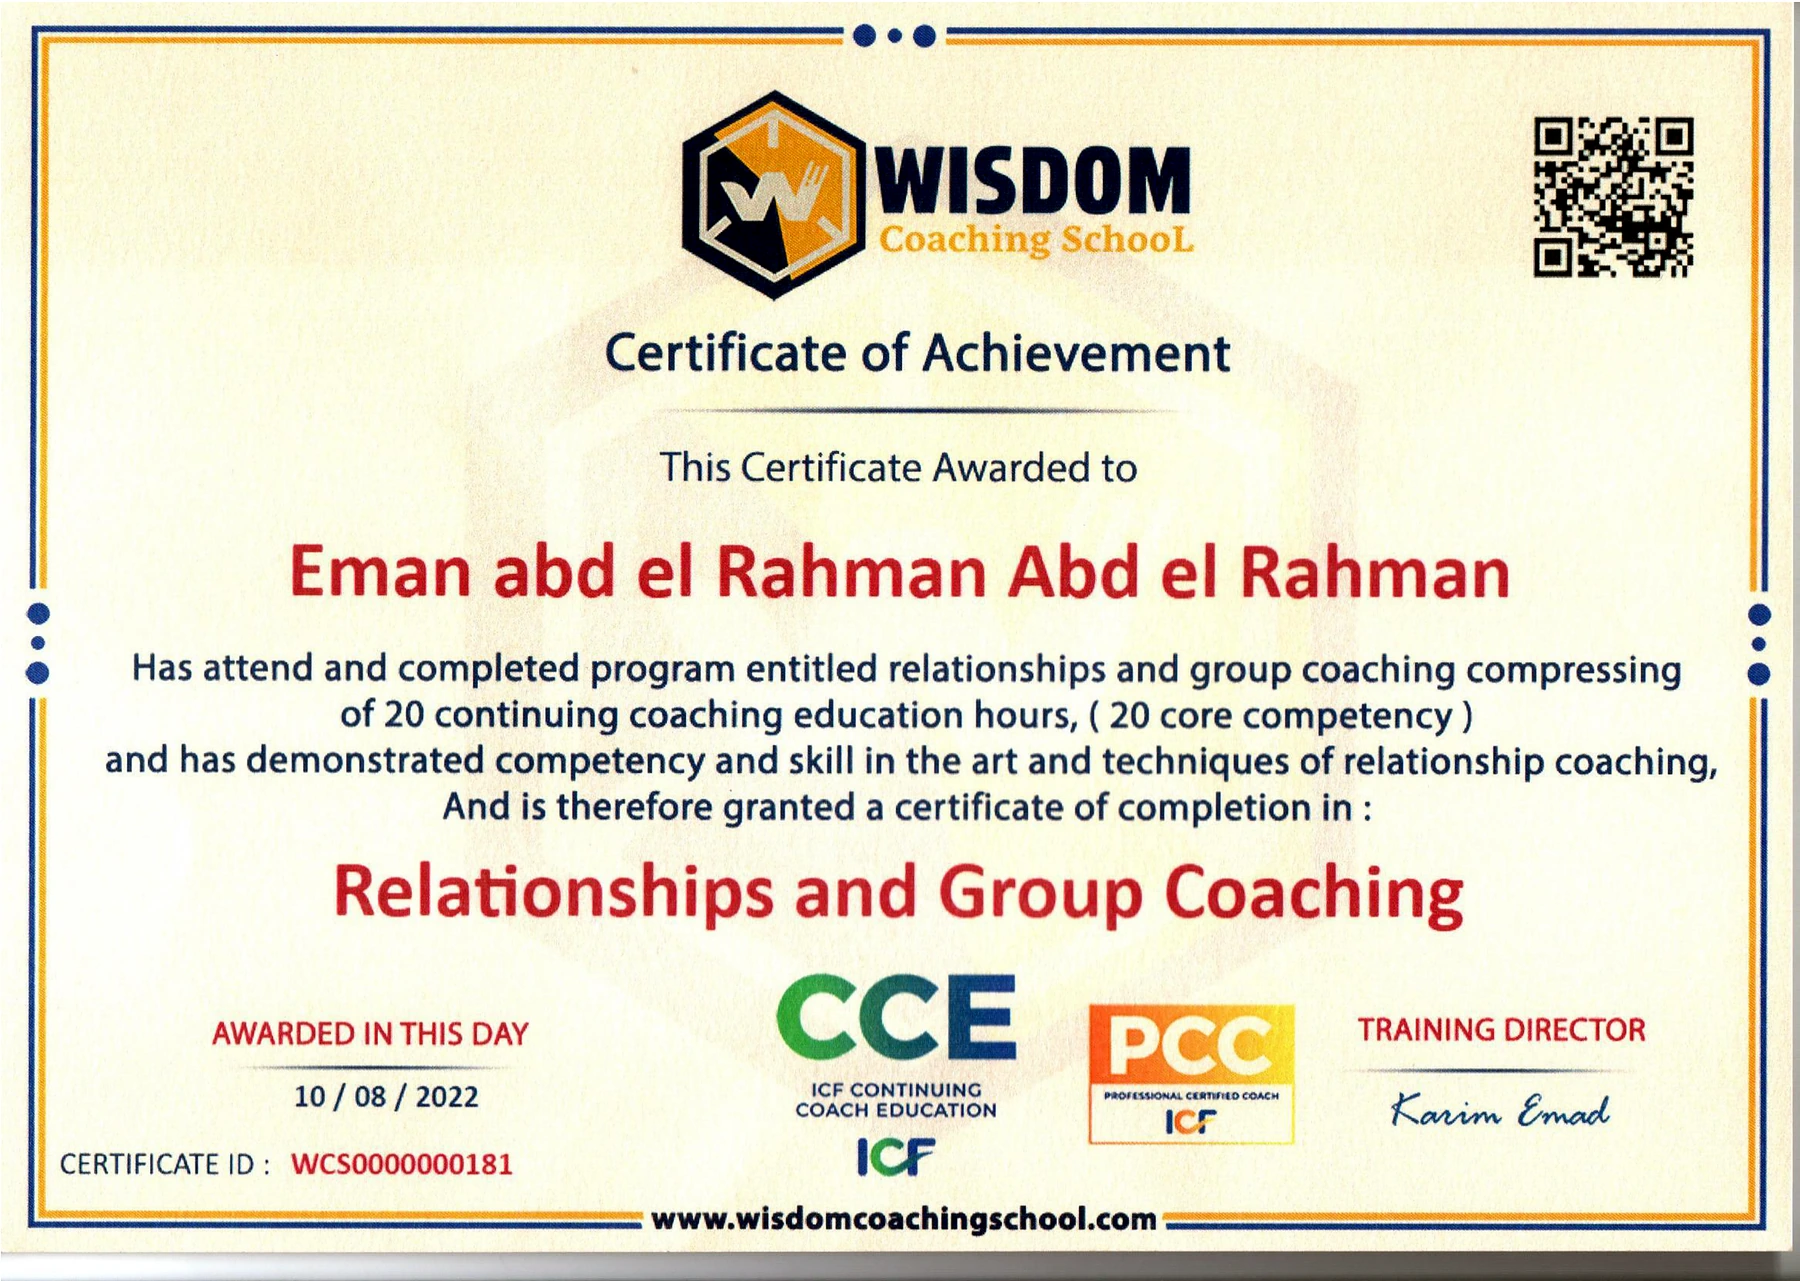 WISDOM
Coaching SchooL
Certificate of Achievement
This Certificate Awarded to
Eman abd el Rahman Abd el Rahman
Has attend and completed program entitled relationships and group coaching compressing
of 20 continuing coaching education hours, ( 20 core competency )
and has demonstrated competency and skill in the art and techniques of relationship coaching,
And is therefore granted a certificate of completion in :
Relationships and Group Coaching
AWARDED IN THIS DAY
10 / 08 / 2022
CERTIFICATE ID : WCS0000000181
CCE
ICF CONTINUING
COACH EDUCATION
ICF
PCC
PROFESSIONAL CERTIFIED COACH
ICF
TRAINING DIRECTOR
Karim Emad
www.wisdomcoachingschool.com